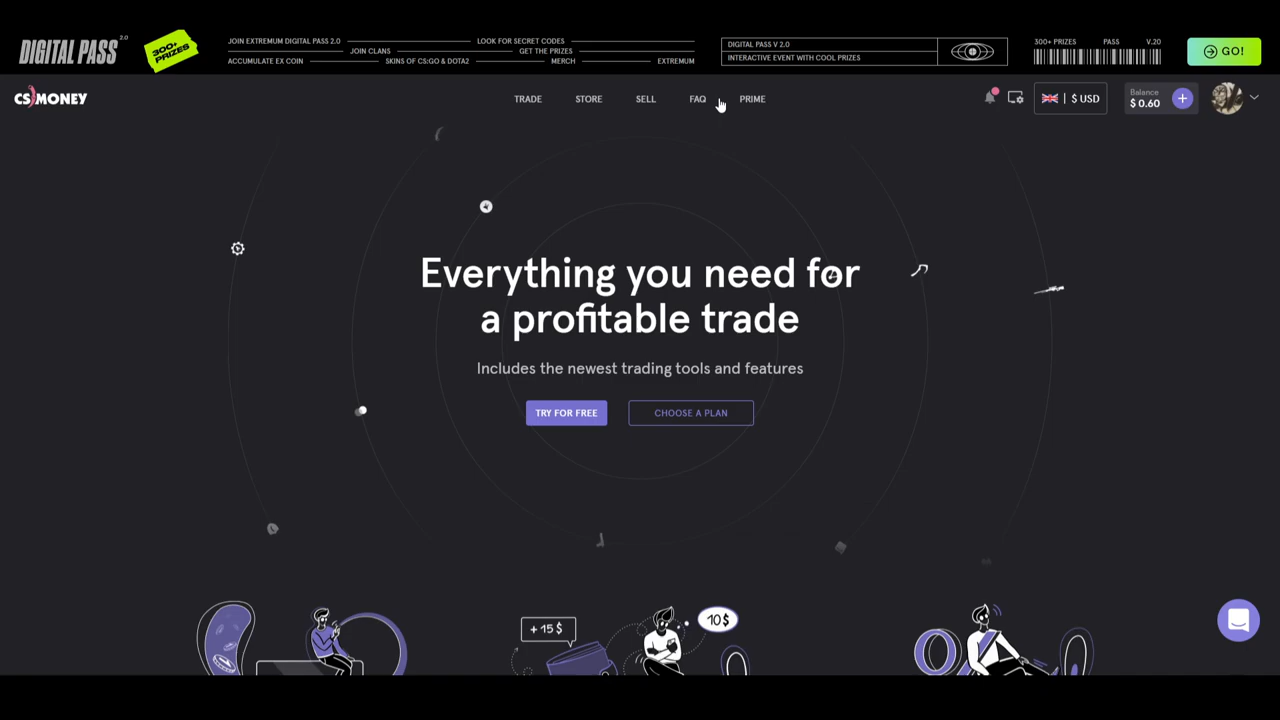 DIGITAL PASS 2.0
300+ PRIZES
JOIN EXTREMUM DIGITAL PASS 2.0 LOOK FOR SECRET CODES
JOIN CLANS GET THE PRIZES
ACCUMULATE EX COIN SKINS OF CS:GO & DOTA2 MERCH EXTREMUM
DIGITAL PASS V 2.0
INTERACTIVE EVENT WITH COOL PRIZES
300+ PRIZES PASS V.20
GO!
CS MONEY
TRADE STORE SELL FAQ PRIME
$ USD
Balance
$ 0.60
Everything you need for
a profitable trade
Includes the newest trading tools and features
TRY FOR FREE CHOOSE A PLAN
+ 15 $
10 $